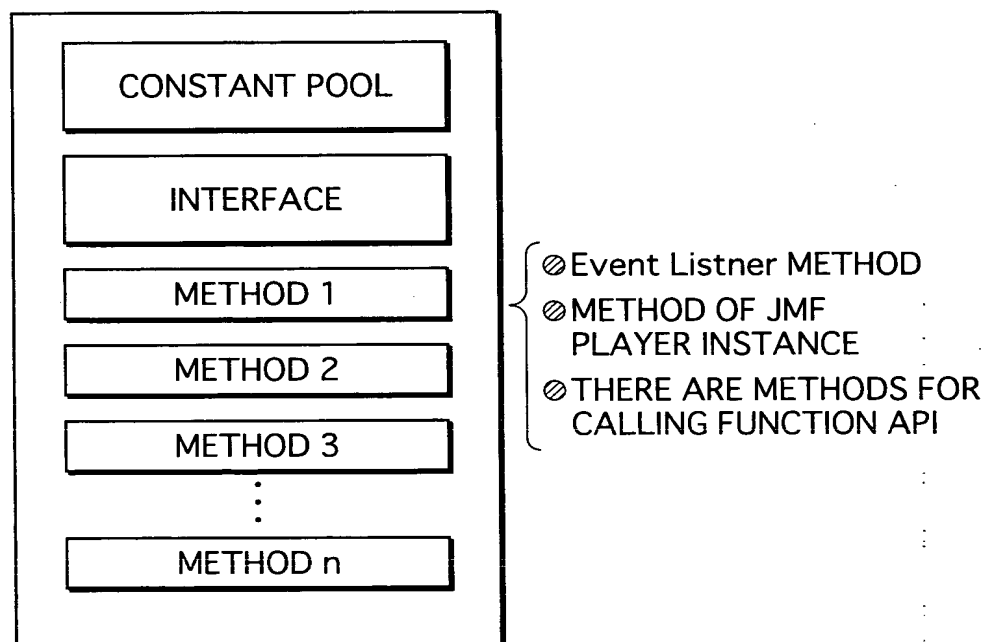 CONSTANT POOL
INTERFACE
METHOD 1
METHOD 2
METHOD 3
METHOD n
Event Listner METHOD
METHOD OF JMF
PLAYER INSTANCE
THERE ARE METHODS FOR
CALLING FUNCTION API